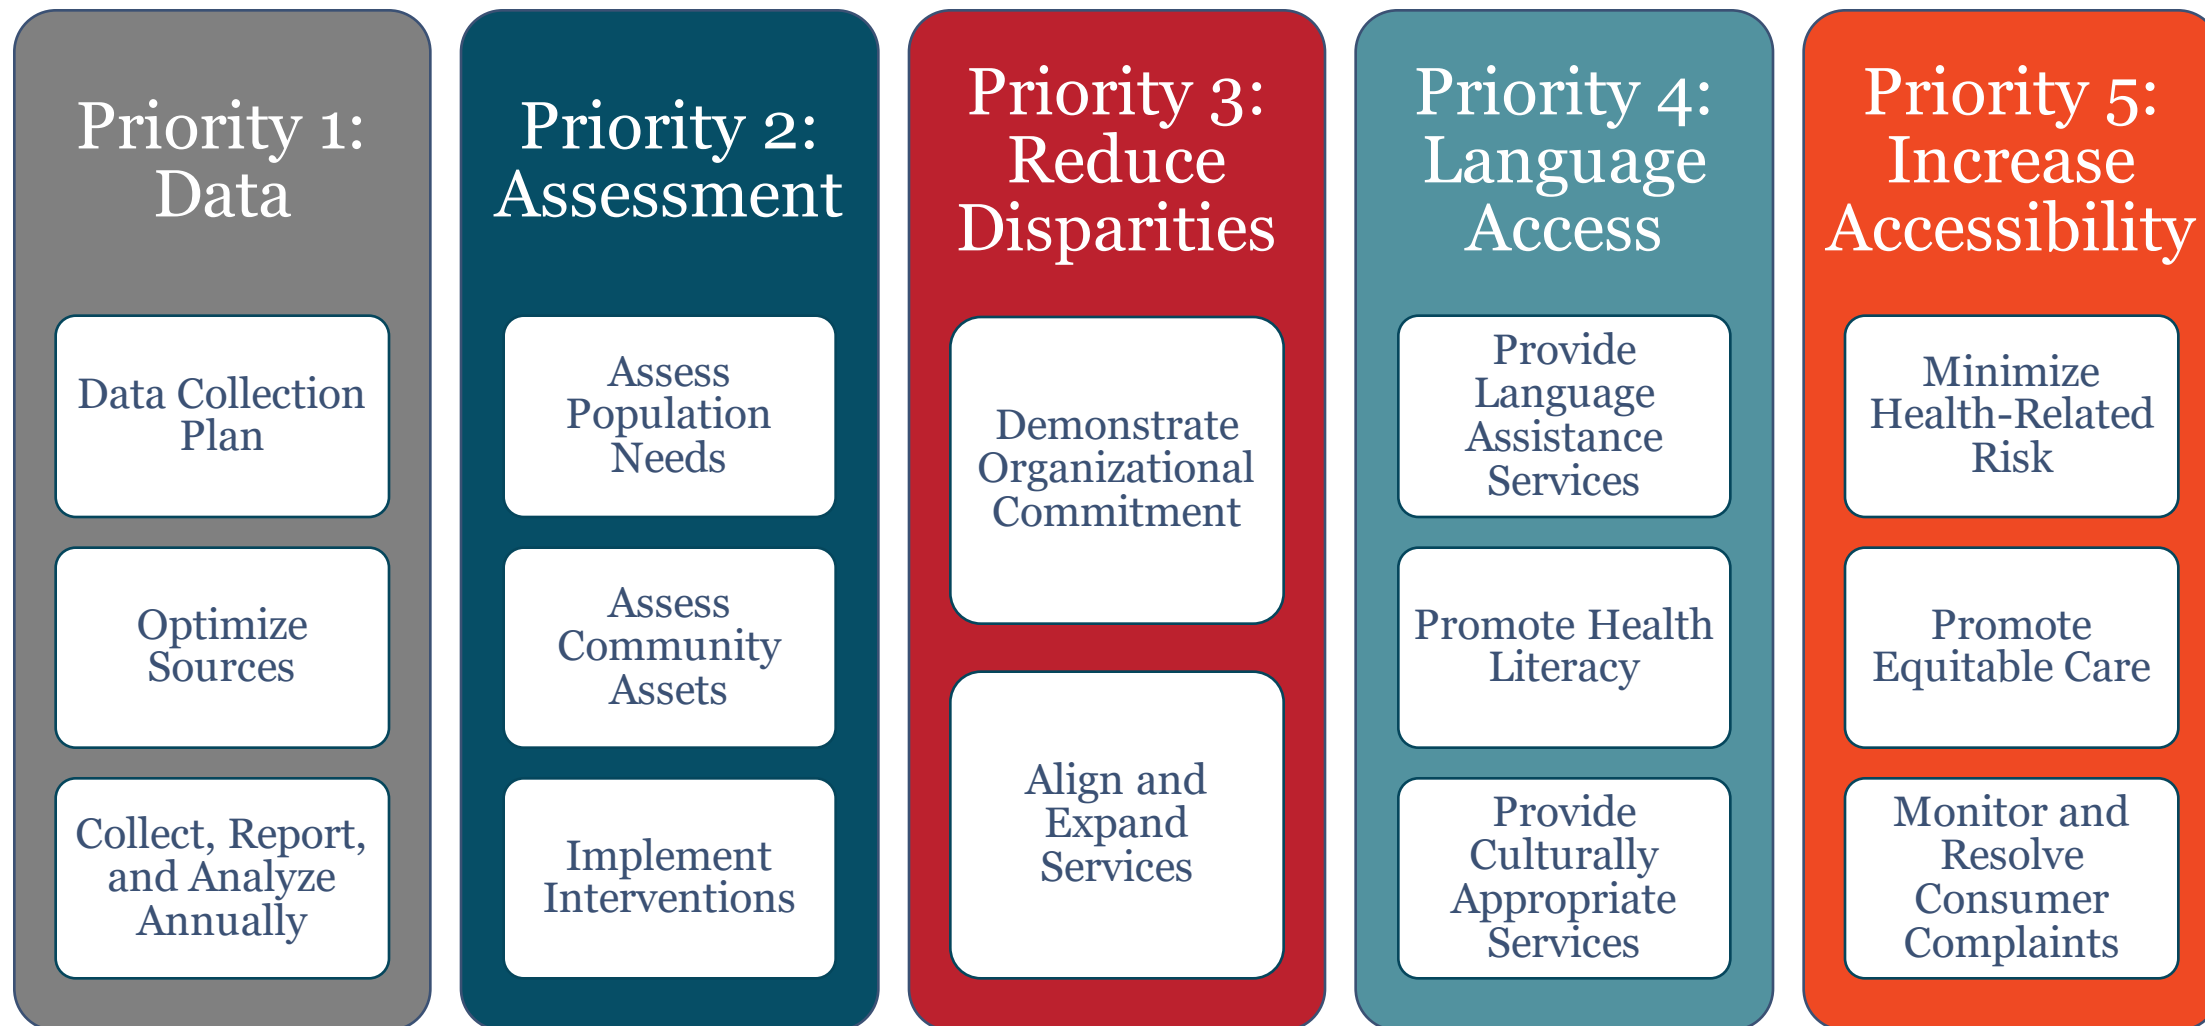 Priority 1:
Data
Data Collection
Plan
Optimize
Sources
Collect, Report,
and Analyze
Annually
Priority 2:
Assessment
Assess
Population
Needs
Assess
Community
Assets
Implement
Interventions
Priority 3:
Reduce
Disparities
Demonstrate
Organizational
Commitment
Align and
Expand
Services
Priority 4:
Language
Access
Provide
Language
Assistance
Services
Promote Health
Literacy
Provide
Culturally
Appropriate
Services
Priority 5:
Increase
Accessibility
Minimize
Health-Related
Risk
Promote
Equitable Care
Monitor and
Resolve
Consumer
Complaints